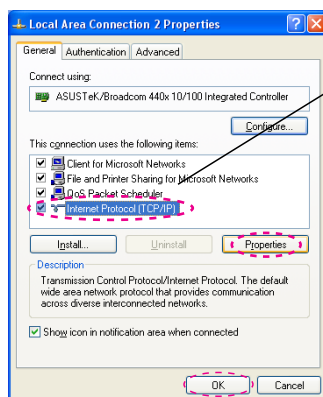 Local Area Connection 2 Properties
General Authentication Advanced
Connect using:
ASUSTeK/Broadcom 440x 10/100 Integrated Controller
Configure...
This connection uses the following items:
Client for Microsoft Networks
File and Printer Sharing for Microsoft Networks
QoS Packet Scheduler
Internet Protocol (TCP/IP)
Install... Uninstall Properties
Description
Transmission Control Protocol/Internet Protocol. The default
wide area network protocol that provides communication
across diverse interconnected networks.
Show icon in notification area when connected
OK Cancel